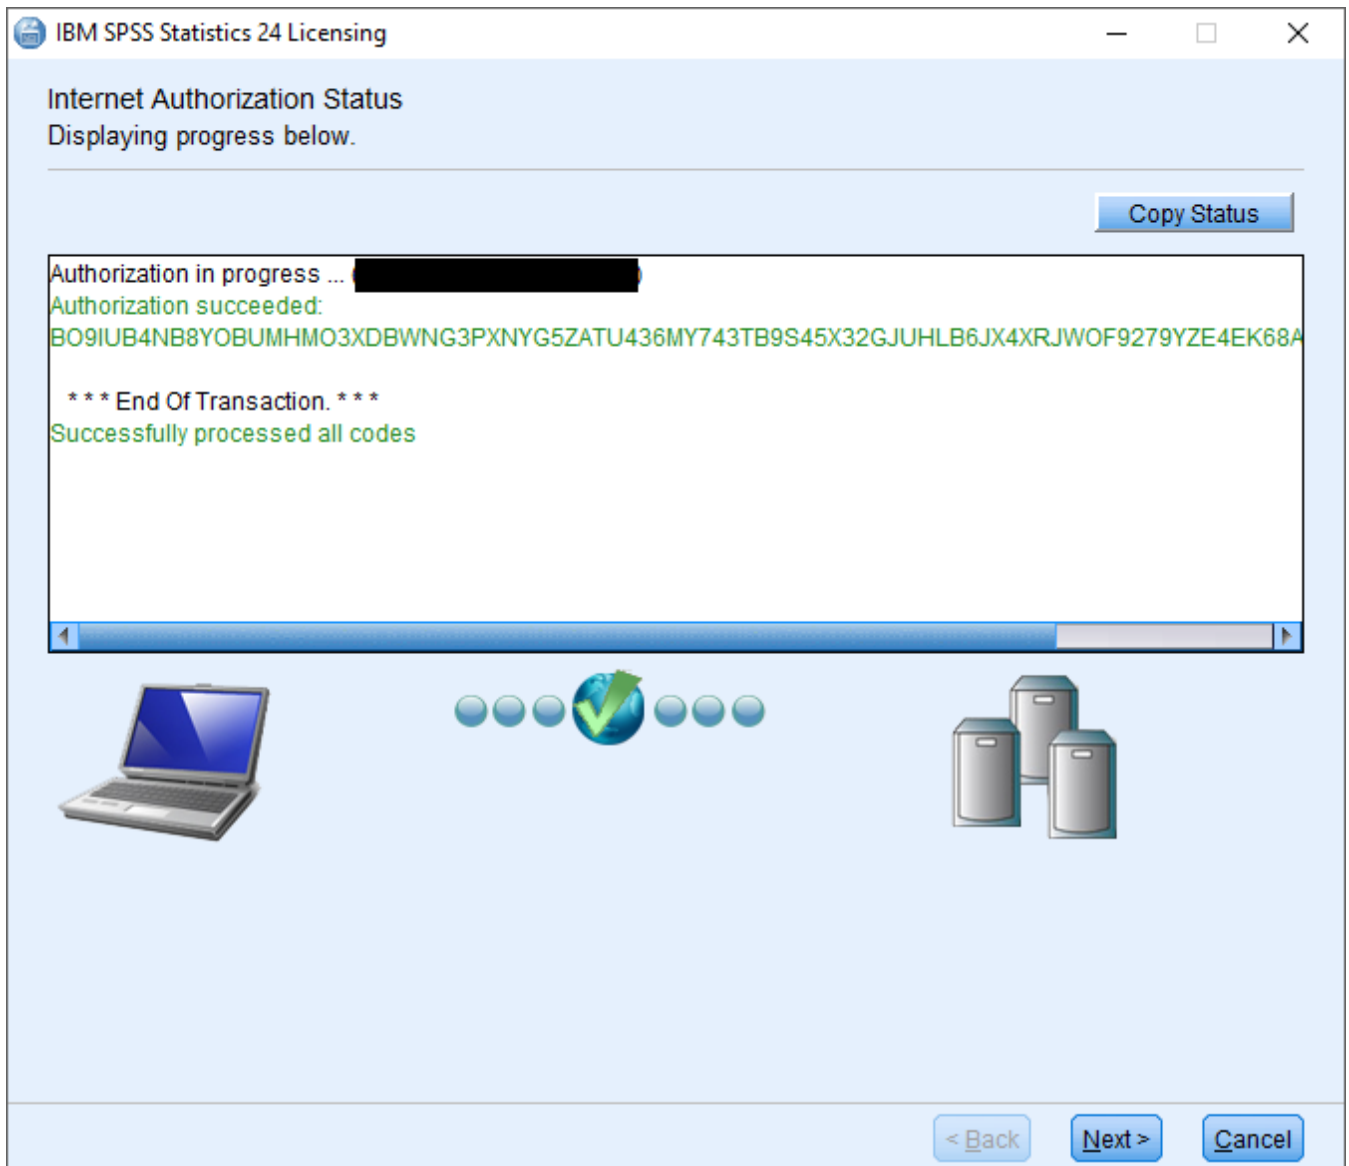 IBM SPSS Statistics 24 Licensing
Internet Authorization Status
Displaying progress below.
Copy Status
Authorization in progress ... (
Authorization succeeded:
BO9IUB4NB8YOBUMHMO3XDBWNG3PXNYG5ZATU436MY743TB9S45X32GJUHLB6JX4XRJWOF9279YZE4EK68A
* * * End Of Transaction. * * *
Successfully processed all codes
< Back Next > Cancel